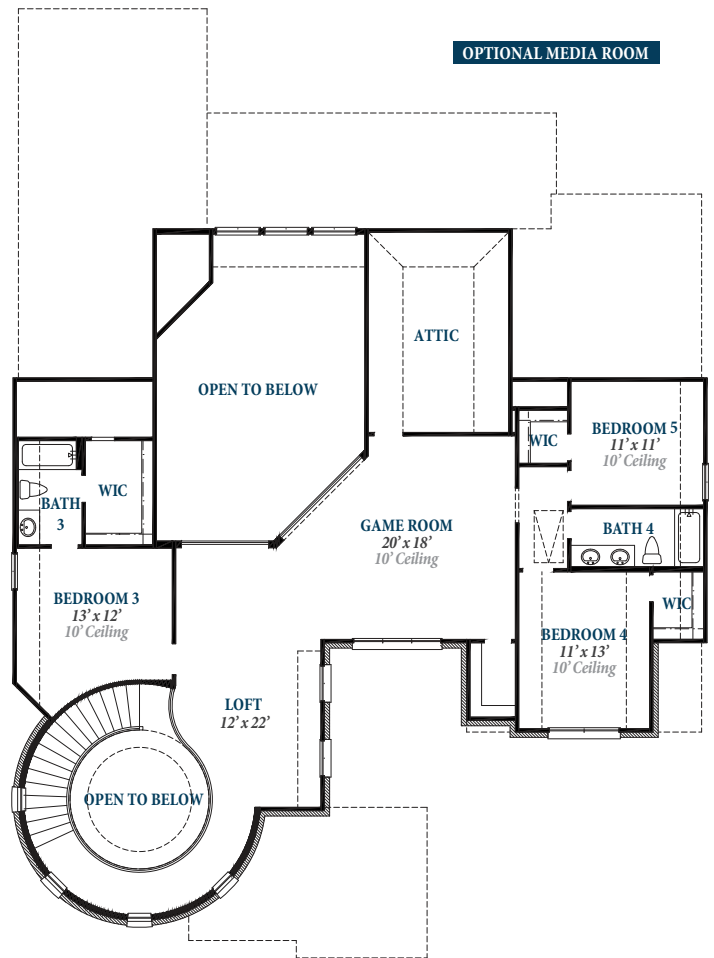 OPTIONAL MEDIA ROOM
ATTIC
OPEN TO BELOW
BEDROOM 5
11' x 11'
10' Ceiling
WIC
WIC
BATH
3
GAME ROOM
20' x 18'
10' Ceiling
BATH 4
BEDROOM 3
13' x 12'
10' Ceiling
WIC
BEDROOM 4
11' x 13'
10' Ceiling
LOFT
12' x 22'
OPEN TO BELOW